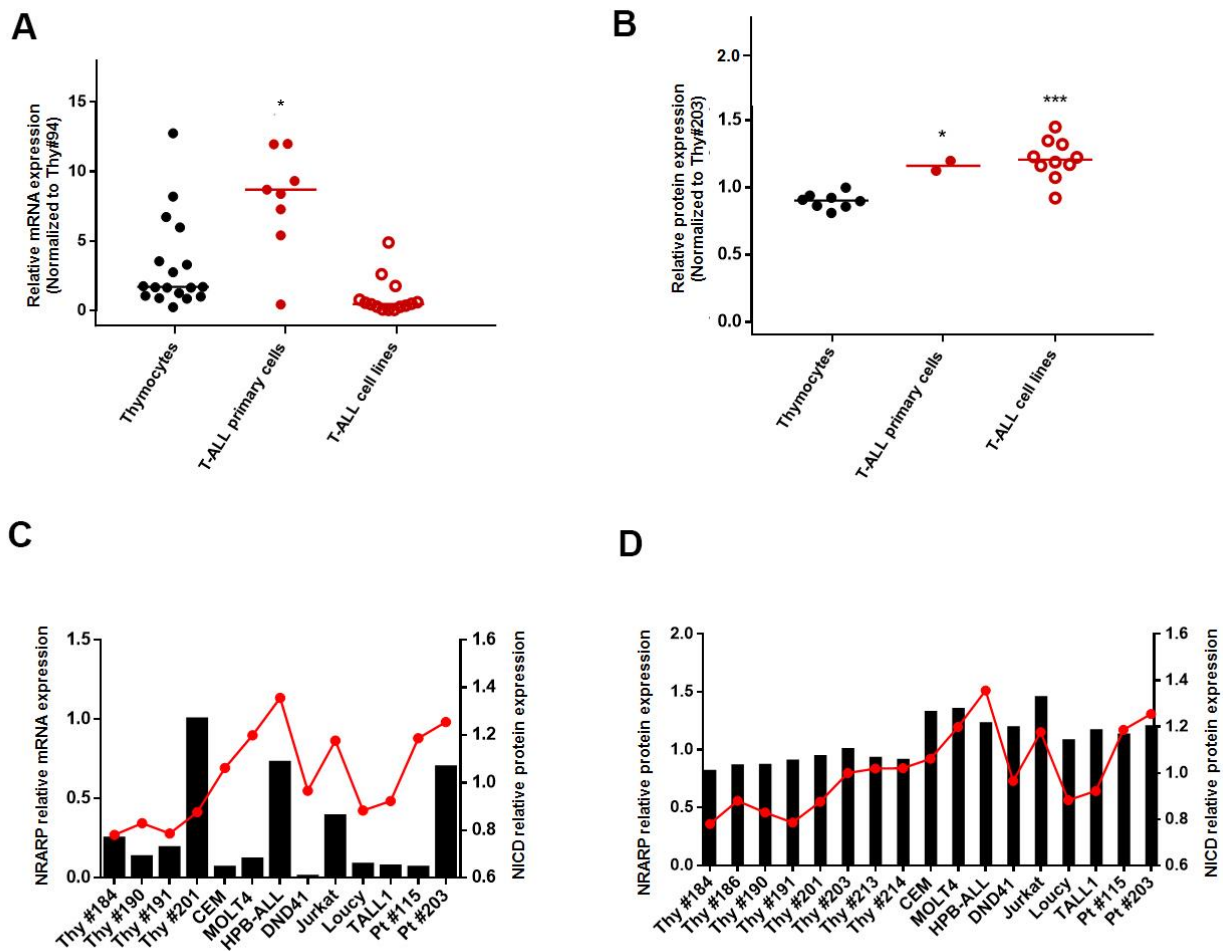 A
Relative mRNA expression
(Normalized to Thy#94)
15
10
5
0
*
Thymocytes
T-ALL primary cells
T-ALL cell lines
B
Relative protein expression
(Normalized to Thy#203)
2.0
1.5
1.0
0.5
0.0
*
***
Thymocytes
T-ALL primary cells
T-ALL cell lines
C
NRARP relative mRNA expression
1.5
1.0
0.5
0.0
1.6
1.4
1.2
1.0
0.8
0.6
NICD relative protein expression
Thy #184
Thy #190
Thy #191
Thy #201
CEM
MOLT4
HPB-ALL
DND41
Jurkat
Loucy
TALL1
Pt #115
Pt #203
D
NRARP relative protein expression
2.0
1.5
1.0
0.5
0.0
1.6
1.4
1.2
1.0
0.8
0.6
NICD relative protein expression
Thy #184
Thy #186
Thy #190
Thy #191
Thy #201
Thy #203
Thy #213
Thy #214
CEM
MOLT4
HPB-ALL
DND41
Jurkat
Loucy
TALL1
Pt #115
Pt #203